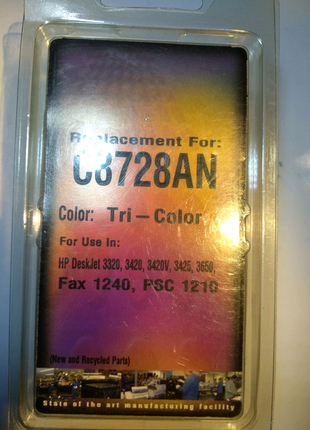 Replacement For:
C8728AN
Color: Tri-Color
For Use In:
HP DeskJet 3320, 3420, 3420V, 3425, 3650,
Fax 1240, PSC 1210
(New and Recycled Parts)
State of the art manufacturing facility